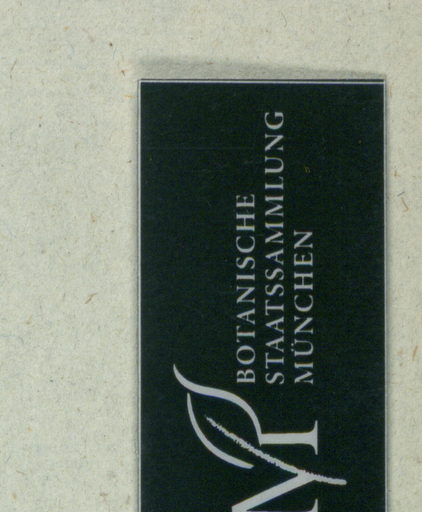 BOTANISCHE
STAATSSAMMLUNG
MÜNCHEN
M